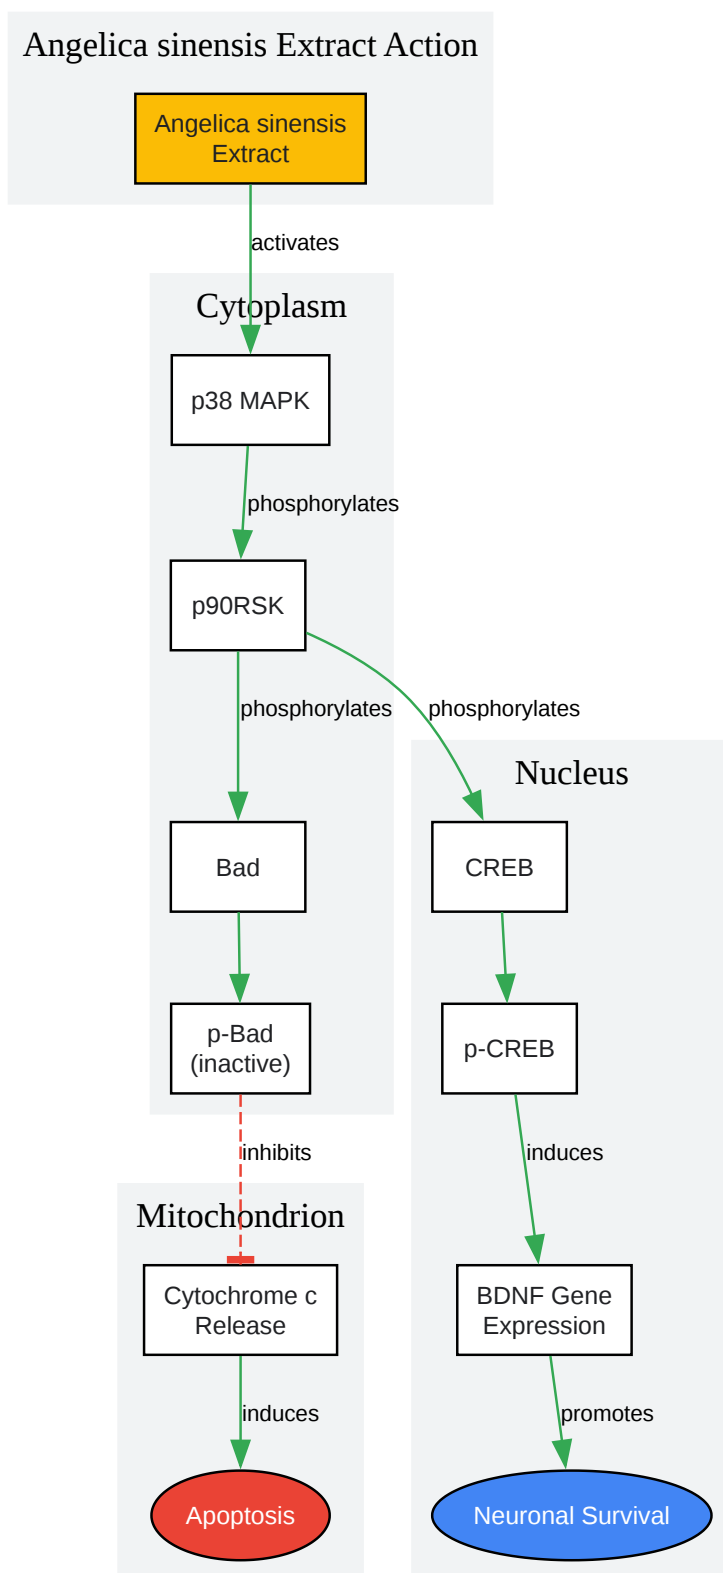 Angelica sinensis Extract Action
Angelica sinensis
Extract
activates
Cytoplasm
p38 MAPK
phosphorylates
p90RSK
phosphorylates
phosphorylates
Nucleus
Bad
CREB
p-Bad
(inactive)
p-CREB
inhibits
induces
Mitochondrion
Cytochrome c
Release
BDNF Gene
Expression
induces
promotes
Apoptosis
Neuronal Survival